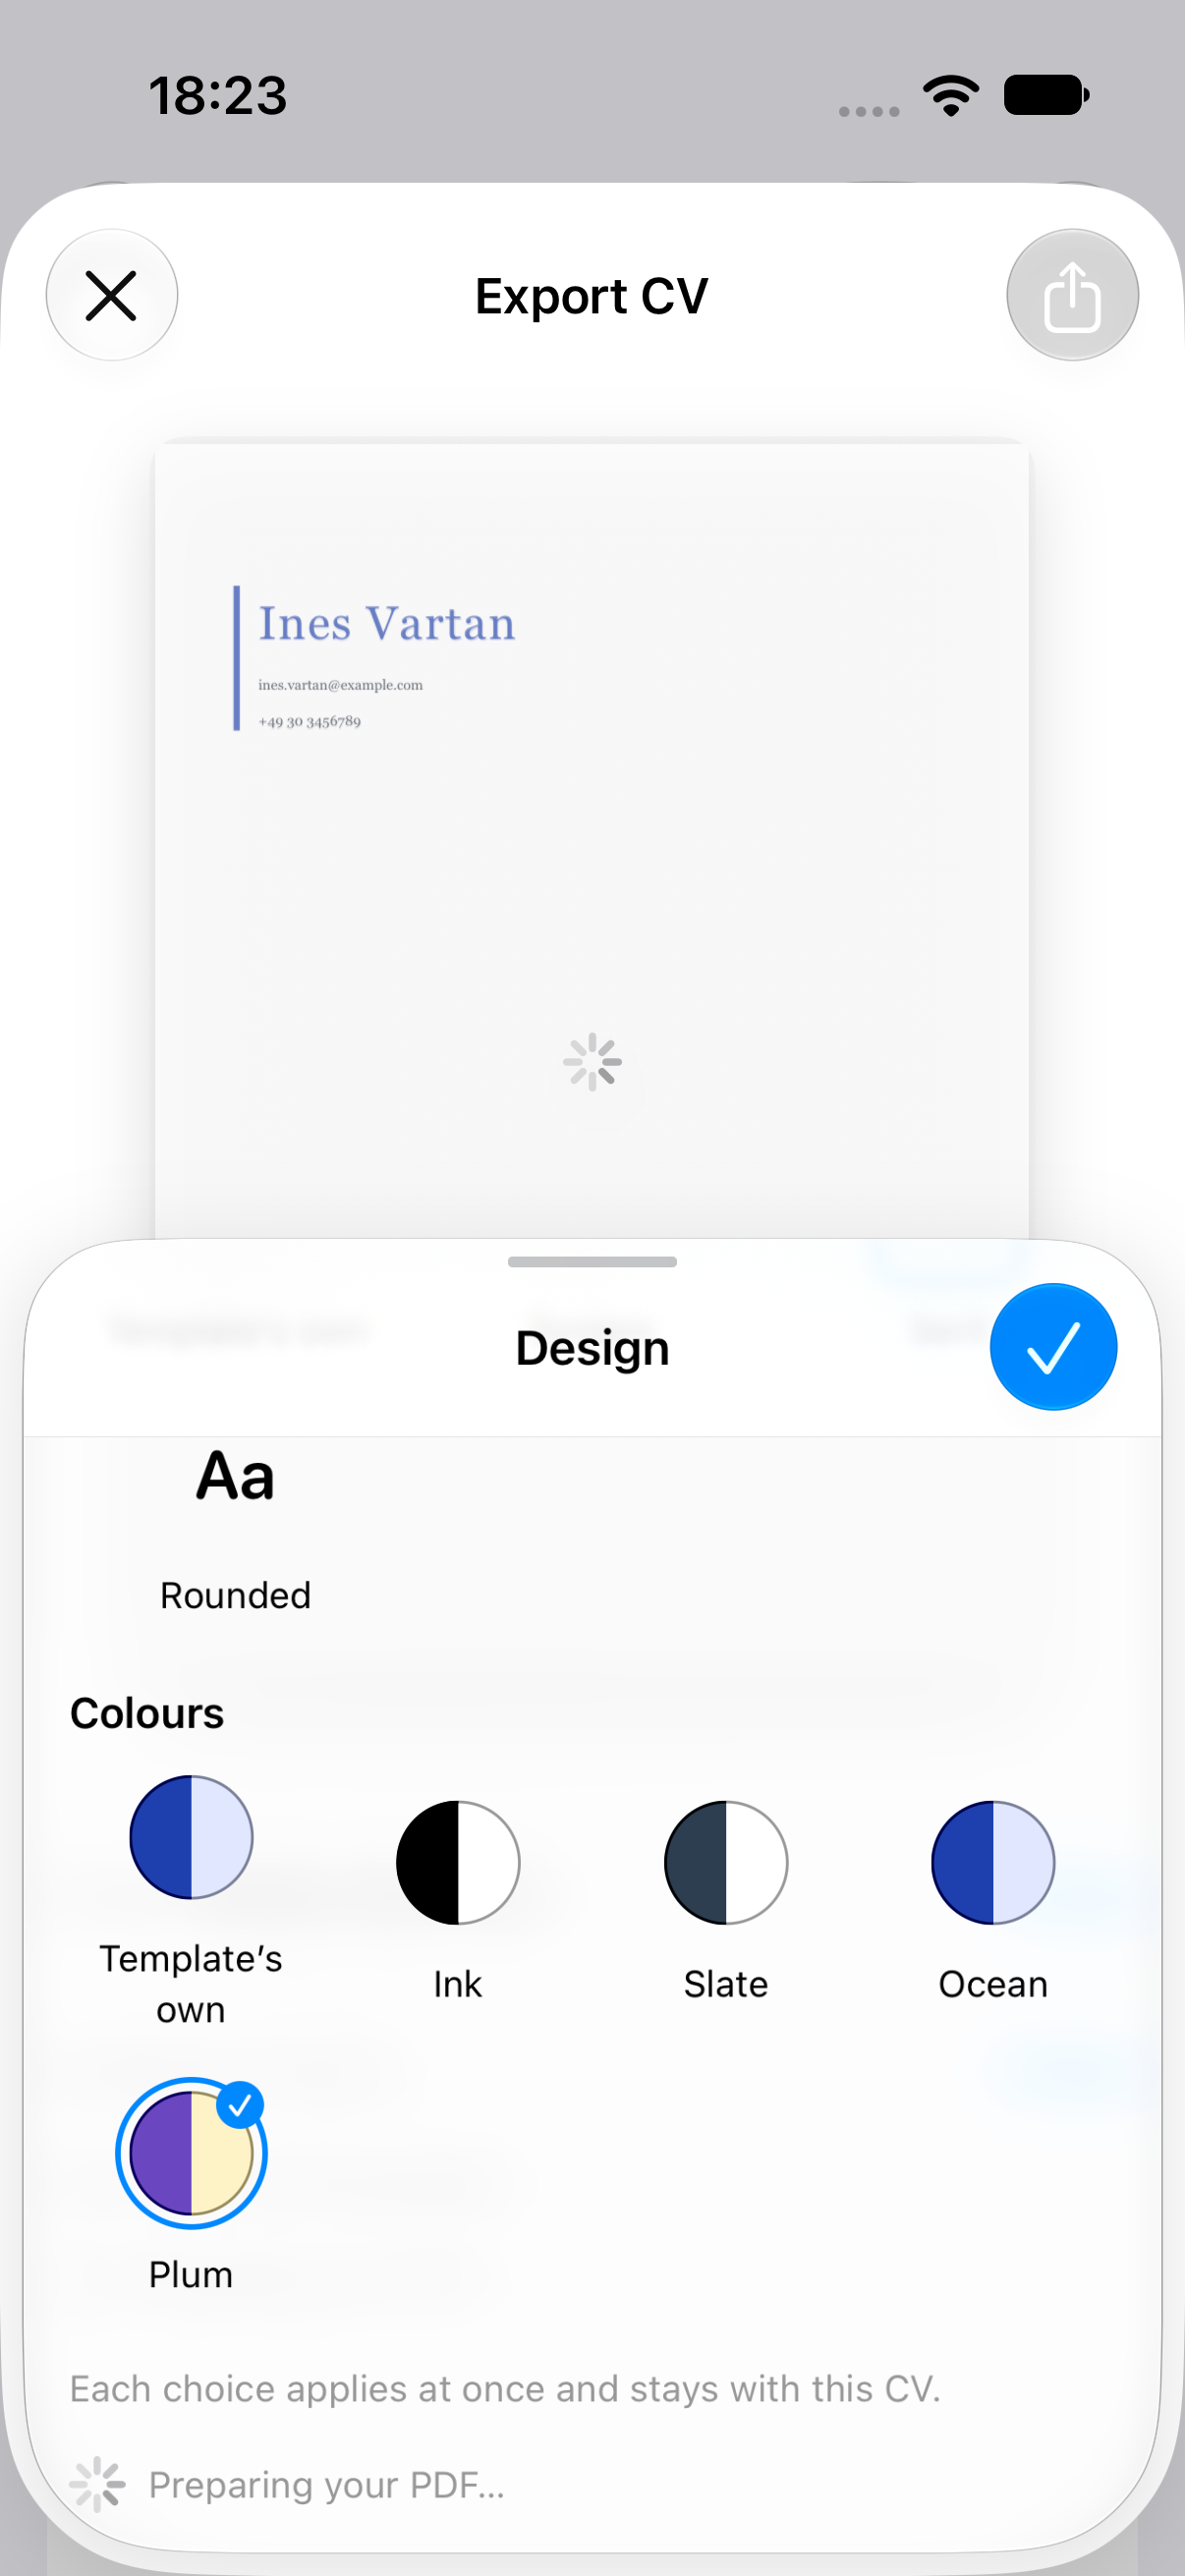 18:23
Export CV
Ines Vartan
ines.vartan@example.com
+49 30 3456789
Design
Aa
Rounded
Colours
Template’s own
Ink
Slate
Ocean
Plum
Each choice applies at once and stays with this CV.
Preparing your PDF...